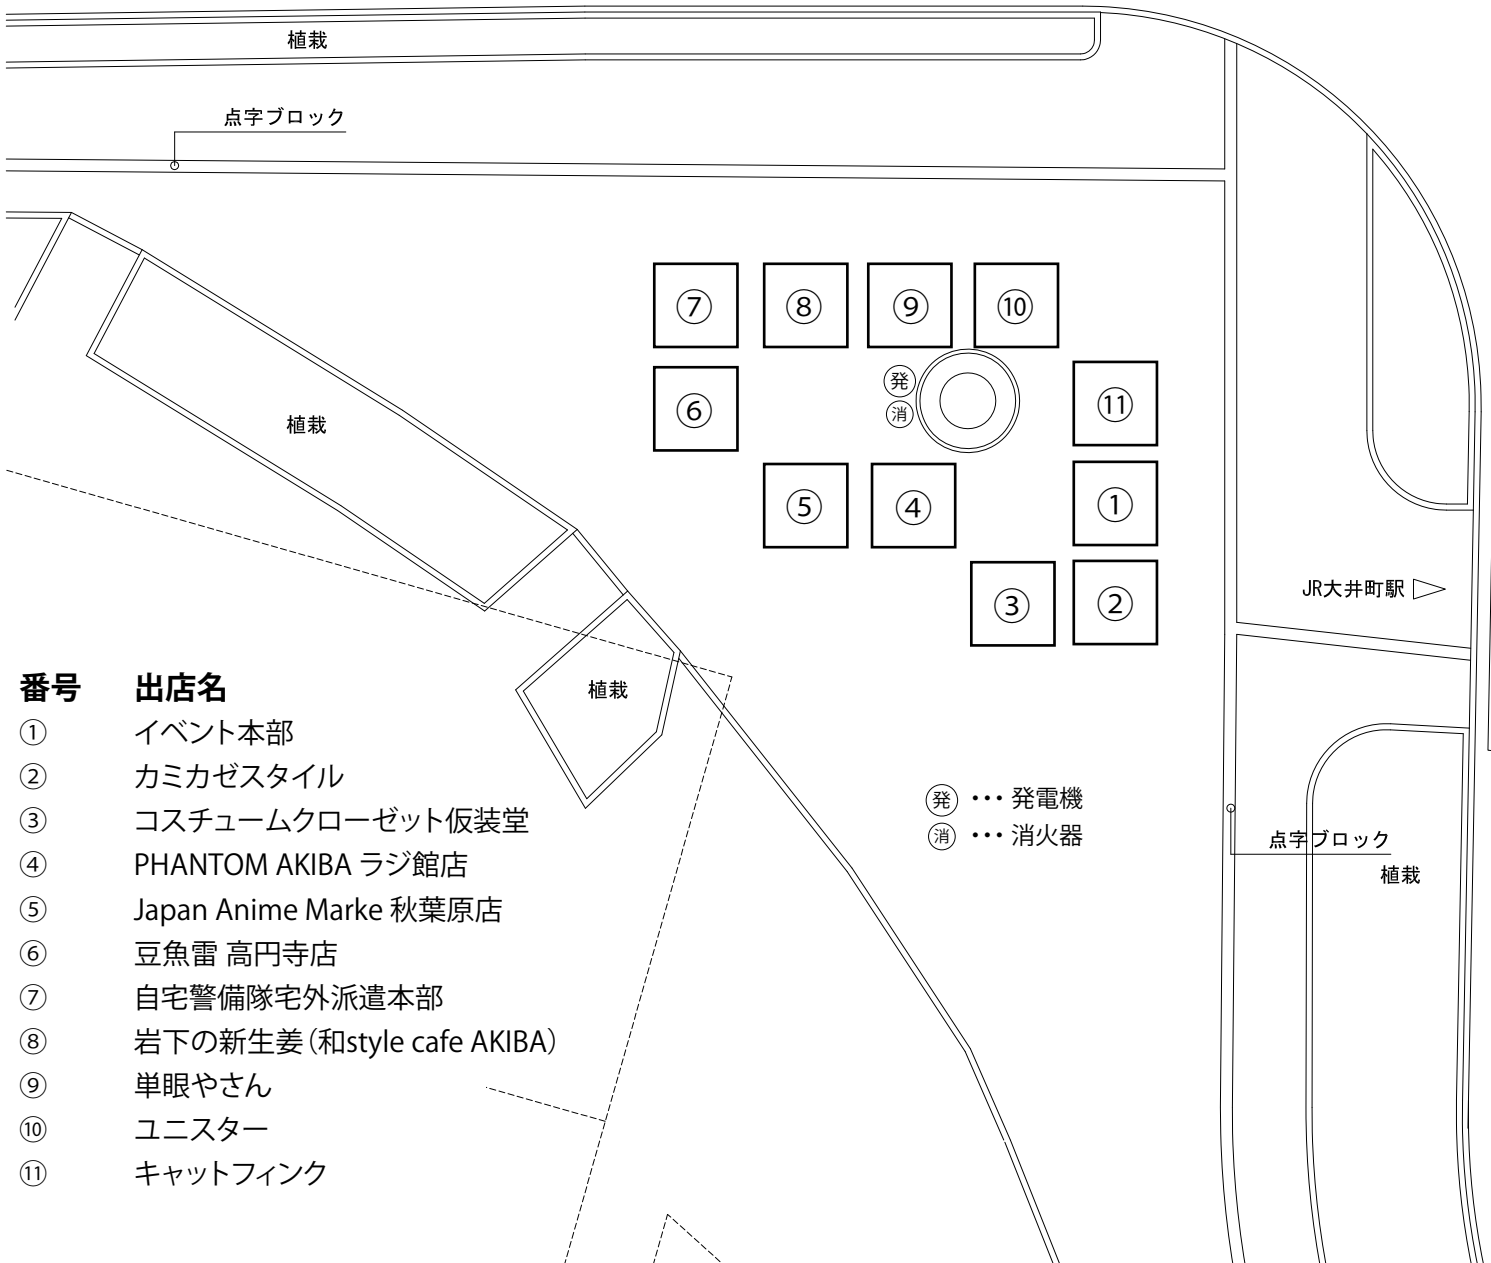 植栽
点字ブロック
⑦ ⑧ ⑨ ⑩
発
消
⑥
⑪
植栽
⑤ ④
①
③ ②
JR大井町駅
植栽
番号 出店名
① イベント本部
② カミカゼスタイル
③ コスチュームクローゼット仮装堂
④ PHANTOM AKIBA ラジ館店
⑤ Japan Anime Marke 秋葉原店
⑥ 豆魚雷 高円寺店
⑦ 自宅警備隊宅外派遣本部
⑧ 岩下の新生姜（和style cafe AKIBA）
⑨ 単眼やさん
⑩ ユニスター
⑪ キャットフィンク
発 ･･･ 発電機
消 ･･･ 消火器
点字ブロック
植栽